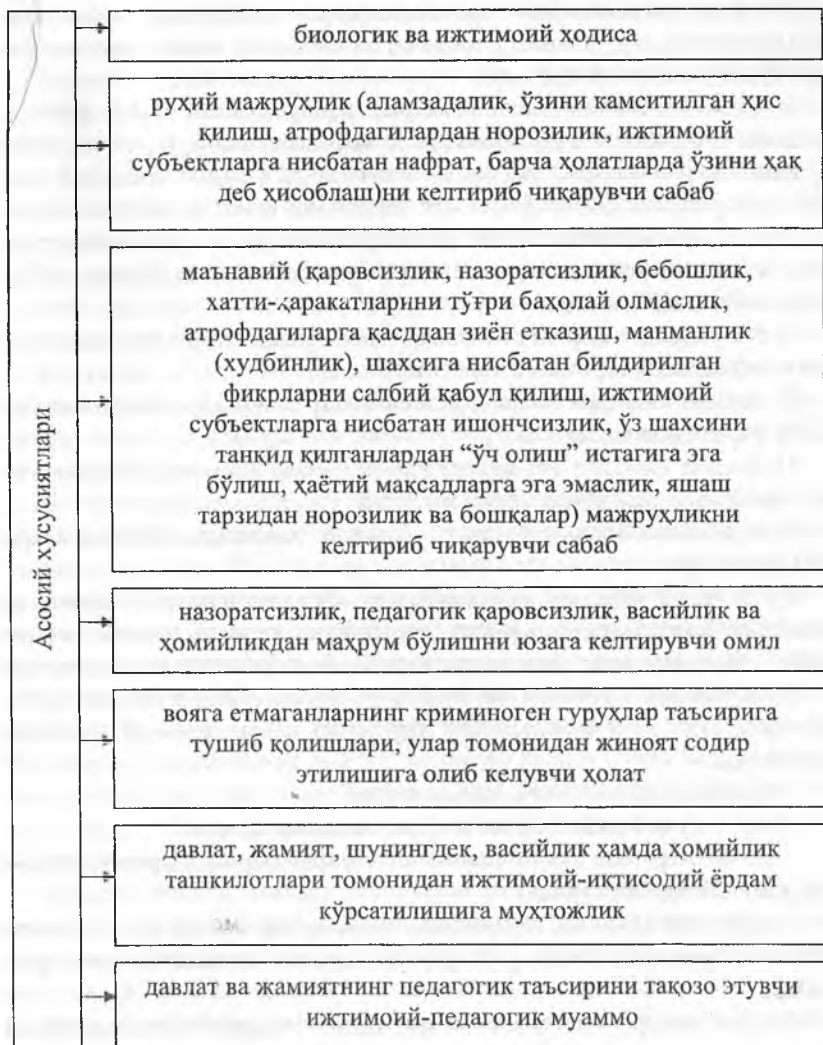 Асосий хусусиятлари
биологик ва ижтимоий ҳодиса
руҳий мажруҳлик (аламзадалик, ўзини камситилган ҳис
қилиш, атрофдагилардан норозилик, ижтимоий
субъектларга нисбатан нафрат, барча ҳолатларда ўзини ҳақ
деб ҳисоблаш)ни келтириб чиқарувчи сабаб
маънавий (қаровсизлик, назоратсизлик, бебошлик,
хатти-ҳаракатларини тўғри баҳолай олмаслик,
атрофдагиларга қасддан зиён етказиш, манманлик
(худбинлик), шахсига нисбатан билдирилган
фикрларни салбий қабул қилиш, ижтимоий
субъектларга нисбатан ишончсизлик, ўз шахсини
танқид қилганлардан “ўч олиш” истагига эга
бўлиш, ҳаётий мақсадларга эга эмаслик, яшаш
тарзидан норозилик ва бошқалар) мажруҳликни
келтириб чиқарувчи сабаб
назоратсизлик, педагогик қаровсизлик, васийлик ва
ҳомийликдан маҳрум бўлишни юзага келтирувчи омил
вояга етмаганларнинг криминоген гуруҳлар таъсирига
тушиб қолишлари, улар томонидан жиноят содир
этилишига олиб келувчи ҳолат
давлат, жамият, шунингдек, васийлик ҳамда ҳомийлик
ташкилотлари томонидан ижтимоий-иқтисодий ёрдам
кўрсатилишига муҳтожлик
давлат ва жамиятнинг педагогик таъсирини тақозо этувчи
ижтимоий-педагогик муаммо